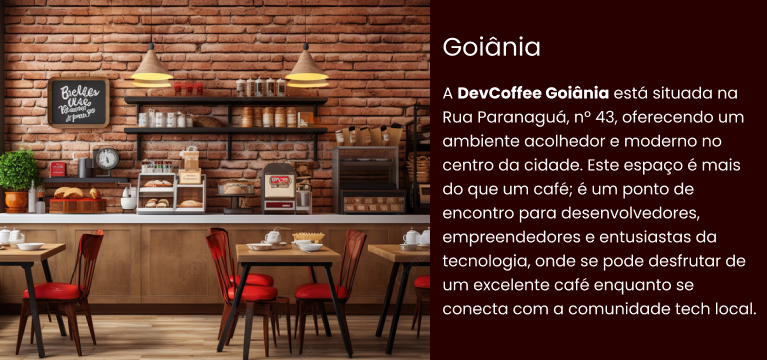 Goiânia
A DevCoffee Goiânia está situada na
Rua Paranaguá, nº 43, oferecendo um
ambiente acolhedor e moderno no
centro da cidade. Este espaço é mais
do que um café; é um ponto de
encontro para desenvolvedores,
empreendedores e entusiastas da
tecnologia, onde se pode desfrutar de
um excelente café enquanto se
conecta com a comunidade tech local.